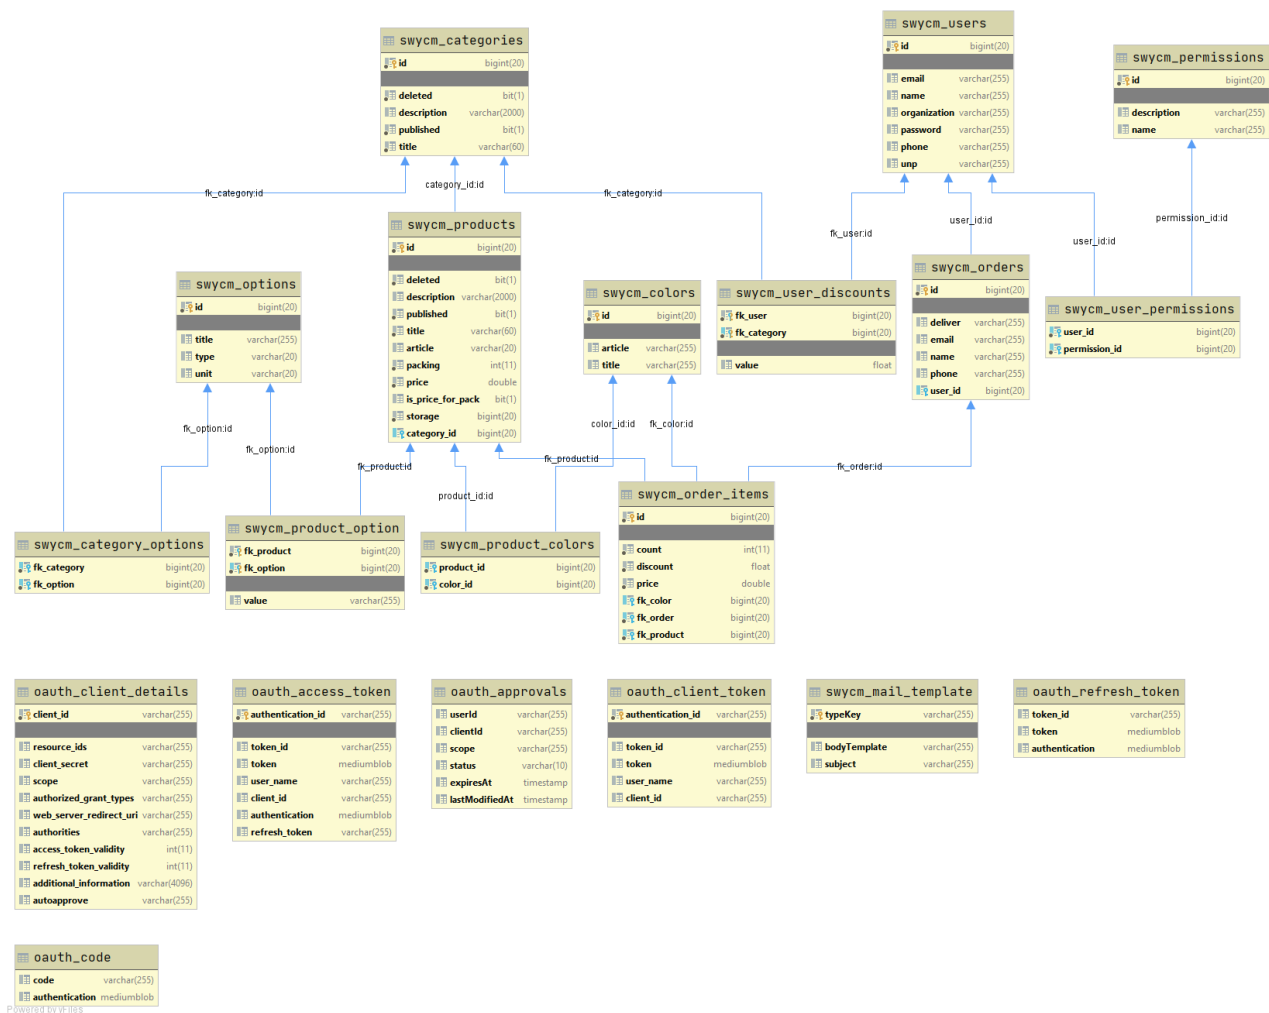 swycm_categories
id bigint(20)
deleted bit(1)
description varchar(2000)
published bit(1)
title varchar(60)
swycm_users
id bigint(20)
email varchar(255)
name varchar(255)
organization varchar(255)
password varchar(255)
phone varchar(255)
unp varchar(255)
swycm_permissions
id bigint(20)
description varchar(255)
name varchar(255)
fk_category:id
category_id:id
fk_category:id
fk_user:id
user_id:id
user_id:id
permission_id:id
swycm_products
id bigint(20)
deleted bit(1)
description varchar(2000)
published bit(1)
title varchar(60)
article varchar(20)
packing int(11)
price double
is_price_for_pack bit(1)
storage bigint(20)
category_id bigint(20)
swycm_options
id bigint(20)
title varchar(255)
type varchar(20)
unit varchar(20)
swycm_colors
id bigint(20)
article varchar(255)
title varchar(255)
swycm_user_discounts
fk_user bigint(20)
fk_category bigint(20)
value float
swycm_orders
id bigint(20)
deliver varchar(255)
email varchar(255)
name varchar(255)
phone varchar(255)
user_id bigint(20)
swycm_user_permissions
user_id bigint(20)
permission_id bigint(20)
fk_option:id
fk_option:id
fk_product:id
product_id:id
fk_product:id
color_id:id
fk_color:id
fk_order:id
swycm_category_options
fk_category bigint(20)
fk_option bigint(20)
swycm_product_option
fk_product bigint(20)
fk_option bigint(20)
value varchar(255)
swycm_product_colors
product_id bigint(20)
color_id bigint(20)
swycm_order_items
id bigint(20)
count int(11)
discount float
price double
fk_color bigint(20)
fk_order bigint(20)
fk_product bigint(20)
oauth_client_details
client_id varchar(255)
resource_ids varchar(255)
client_secret varchar(255)
scope varchar(255)
authorized_grant_types varchar(255)
web_server_redirect_uri varchar(255)
authorities varchar(255)
access_token_validity int(11)
refresh_token_validity int(11)
additional_information varchar(4096)
autoapprove varchar(255)
oauth_access_token
authentication_id varchar(255)
token_id varchar(255)
token mediumblob
user_name varchar(255)
client_id varchar(255)
authentication mediumblob
refresh_token varchar(255)
oauth_approvals
userId varchar(255)
clientId varchar(255)
scope varchar(255)
status varchar(10)
expiresAt timestamp
lastModifiedAt timestamp
oauth_client_token
authentication_id varchar(255)
token_id varchar(255)
token mediumblob
user_name varchar(255)
client_id varchar(255)
swycm_mail_template
typeKey varchar(255)
bodyTemplate varchar(255)
subject varchar(255)
oauth_refresh_token
token_id varchar(255)
token mediumblob
authentication mediumblob
oauth_code
code varchar(255)
authentication mediumblob
Powered by yFiles